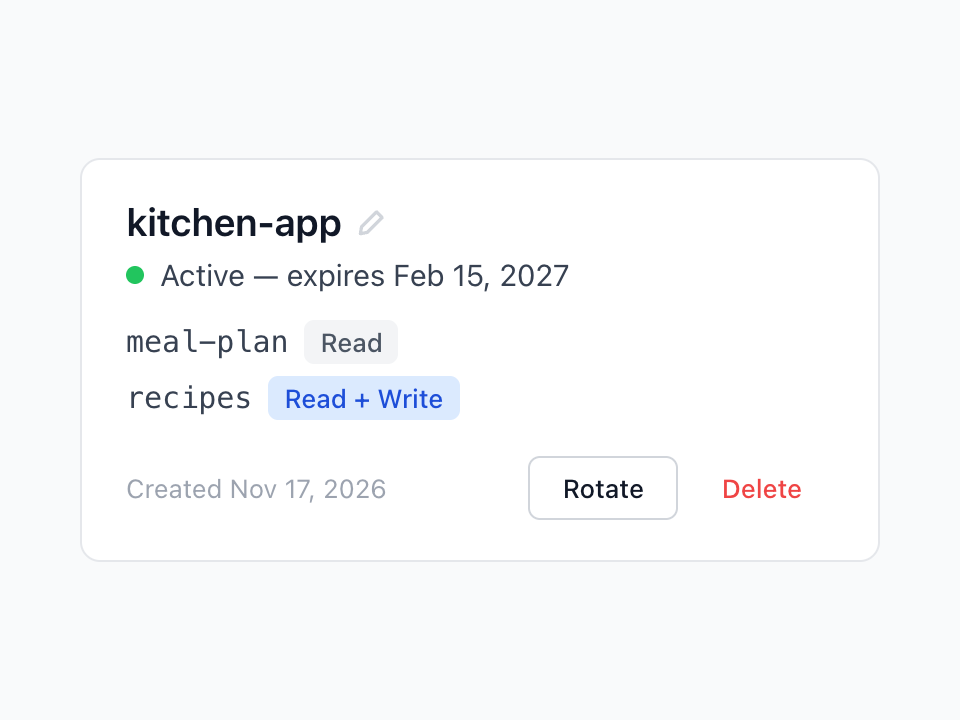 kitchen-app
Active — expires Feb 15, 2027
meal-plan Read
recipes Read + Write
Created Nov 17, 2026 Rotate Delete